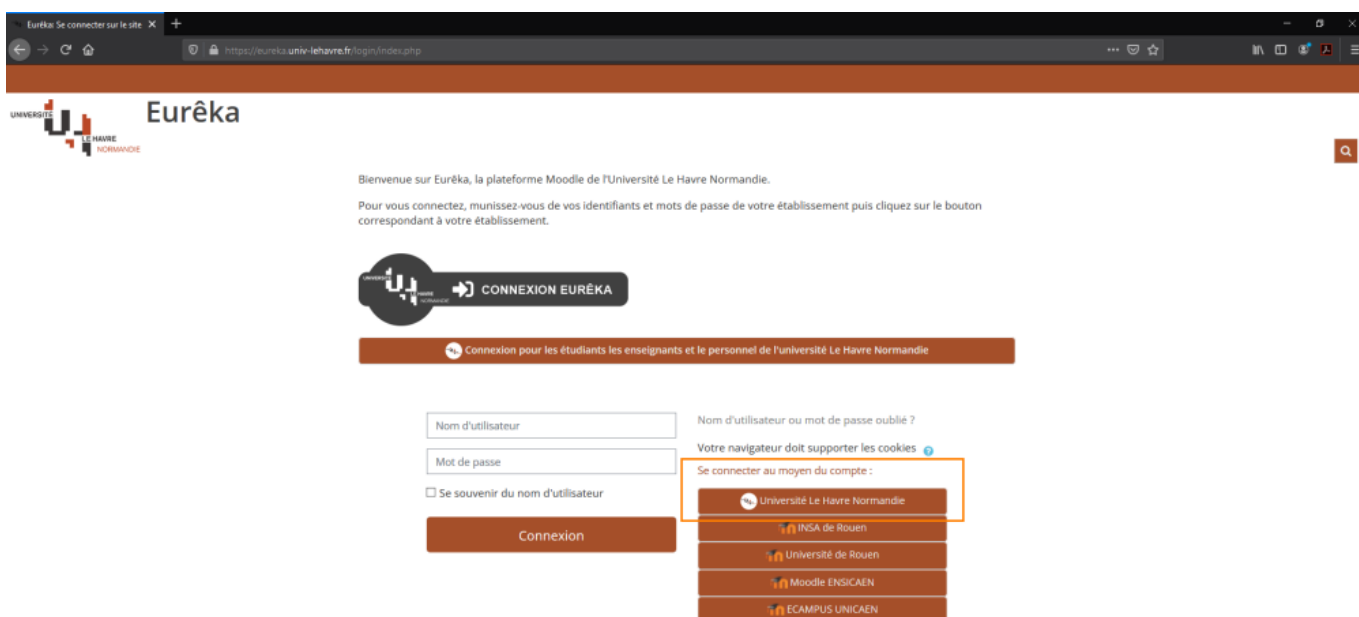 Eurêka: Se connecter sur le site
https://eureka.univ-lehavre.fr/login/index.php
UNIVERSITÉ
LE HAVRE
NORMANDIE
Eurêka
Bienvenue sur Eurêka, la plateforme Moodle de l'Université Le Havre Normandie.
Pour vous connectez, munissez-vous de vos identifiants et mots de passe de votre établissement puis cliquez sur le bouton
correspondant à votre établissement.
UNIVERSITÉ
LE HAVRE
NORMANDIE
CONNEXION EURÊKA
Connexion pour les étudiants les enseignants et le personnel de l'université Le Havre Normandie
Nom d'utilisateur
Mot de passe
Se souvenir du nom d'utilisateur
Connexion
Nom d'utilisateur ou mot de passe oublié ?
Votre navigateur doit supporter les cookies
Se connecter au moyen du compte :
Université Le Havre Normandie
INSA de Rouen
Université de Rouen
Moodle ENSICAEN
ECAMPUS UNICAEN